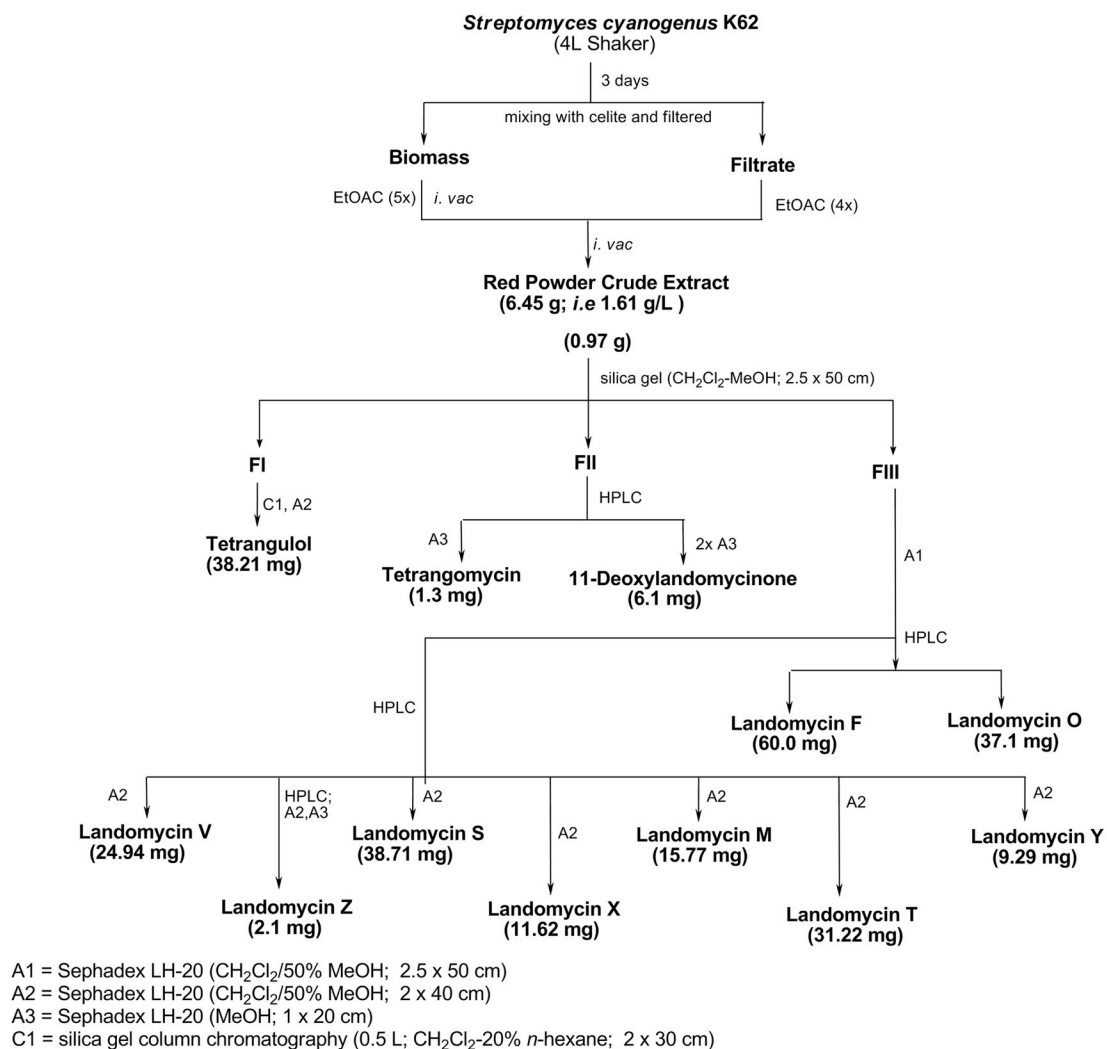 Streptomyces cyanogenus K62
(4L Shaker)
3 days
mixing with celite and filtered
Biomass
Filtrate
EtOAC (5x)
i. vac
EtOAC (4x)
i. vac
Red Powder Crude Extract
(6.45 g; i.e 1.61 g/L )
(0.97 g)
silica gel (CH₂Cl₂-MeOH; 2.5 x 50 cm)
FI
FII
FIII
C1, A2
HPLC
Tetrangulol
(38.21 mg)
A3
2x A3
A1
Tetrangomycin
(1.3 mg)
11-Deoxylandomycinone
(6.1 mg)
HPLC
HPLC
Landomycin F
(60.0 mg)
Landomycin O
(37.1 mg)
A2
HPLC;
A2,A3
A2
A2
A2
A2
A2
Landomycin V
(24.94 mg)
Landomycin S
(38.71 mg)
Landomycin M
(15.77 mg)
Landomycin Y
(9.29 mg)
Landomycin Z
(2.1 mg)
Landomycin X
(11.62 mg)
Landomycin T
(31.22 mg)
A1 = Sephadex LH-20 (CH₂Cl₂/50% MeOH; 2.5 x 50 cm)
A2 = Sephadex LH-20 (CH₂Cl₂/50% MeOH; 2 x 40 cm)
A3 = Sephadex LH-20 (MeOH; 1 x 20 cm)
C1 = silica gel column chromatography (0.5 L; CH₂Cl₂-20% n-hexane; 2 x 30 cm)